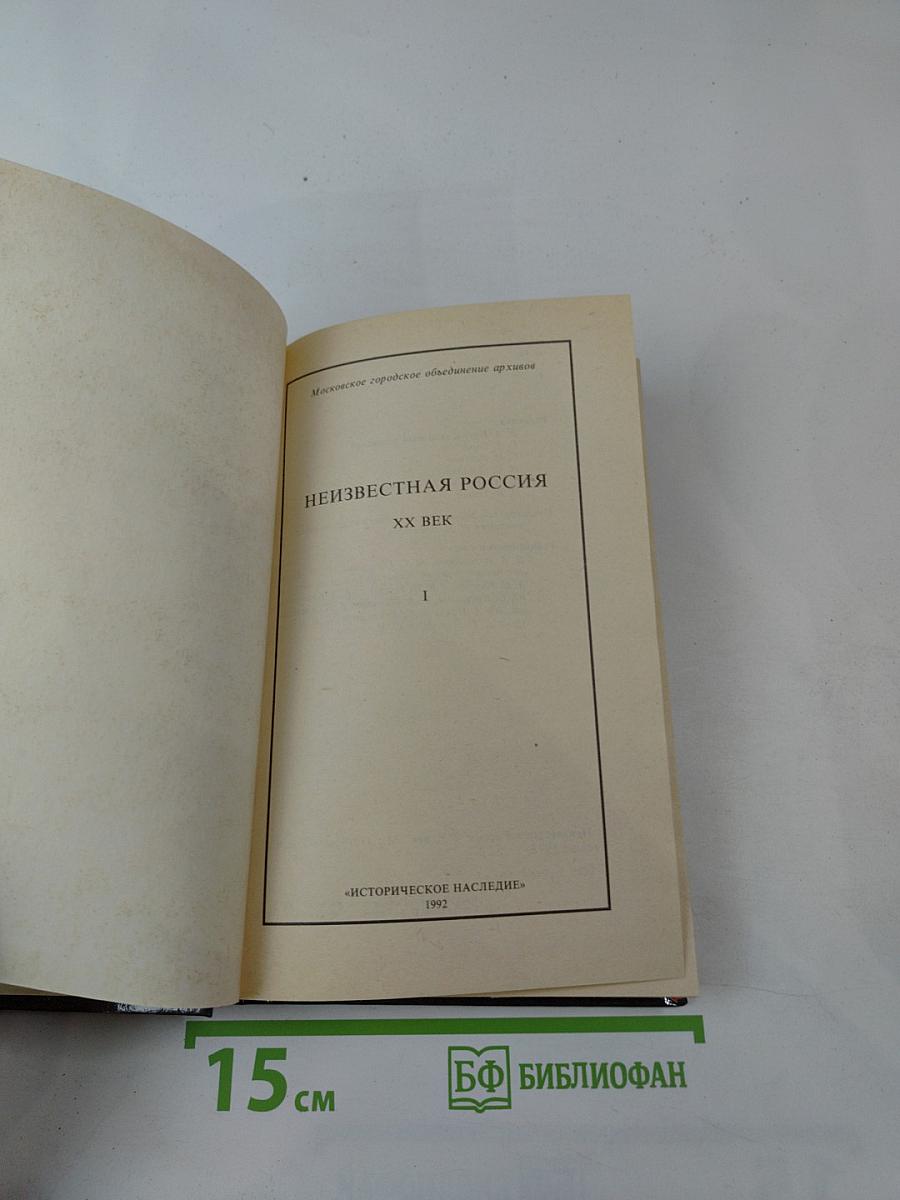 Московское городское объединение архивов
НЕИЗВЕСТНАЯ РОССИЯ
XX ВЕК
I
«ИСТОРИЧЕСКОЕ НАСЛЕДИЕ»
1992
15 см
БФ БИБЛИОФАН